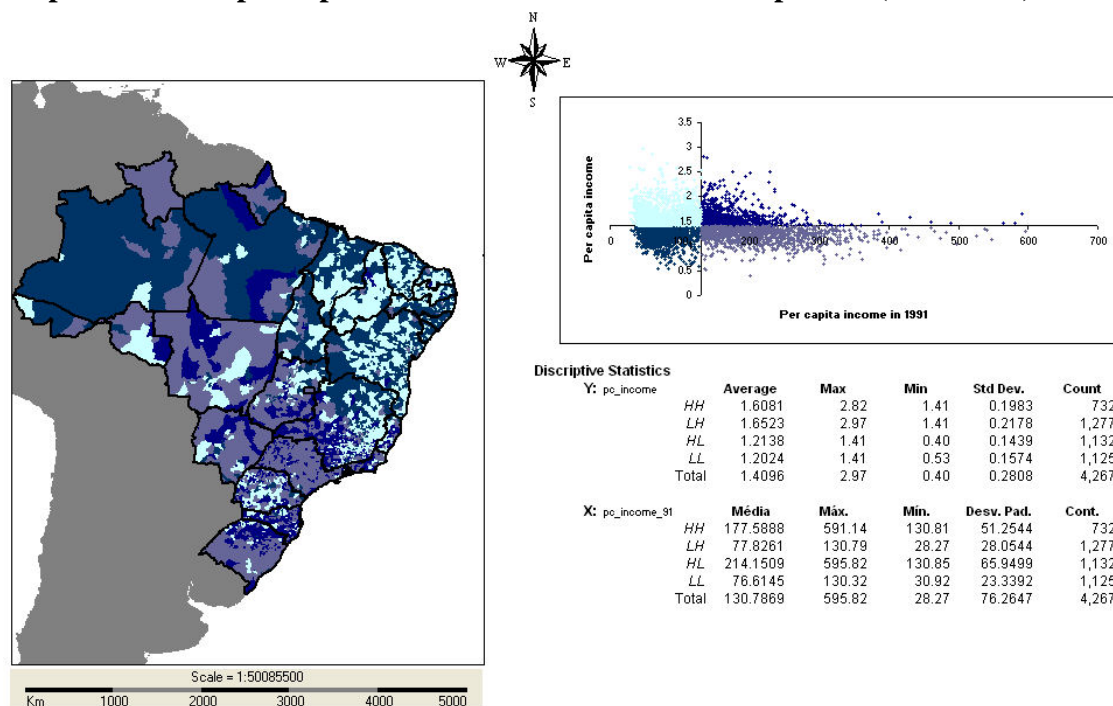 N
W E
S
3.5
3
2.5
2
1.5
0.5
0
0 100 200 300 400 500 600 700
Per capita income
Per capita income in 1991
Discriptive Statistics
Y: pc_income Average Max Min Std Dev. Count
HH 1.6081 2.82 1.41 0.1983 732
LH 1.6523 2.97 1.41 0.2178 1,277
HL 1.2138 1.41 0.40 0.1439 1,132
LL 1.2024 1.41 0.53 0.1574 1,125
Total 1.4096 2.97 0.40 0.2808 4,267
X: pc_income_91 Média Máx. Mín. Desv. Pad. Cont.
HH 177.5888 591.14 130.81 51.2544 732
LH 77.8261 130.79 28.27 28.0544 1,277
HL 214.1509 595.82 130.85 65.9499 1,132
LL 76.6145 130.32 30.92 23.3392 1,125
Total 130.7869 595.82 28.27 76.2647 4,267
Scale = 1:50085500
Km 1000 2000 3000 4000 5000